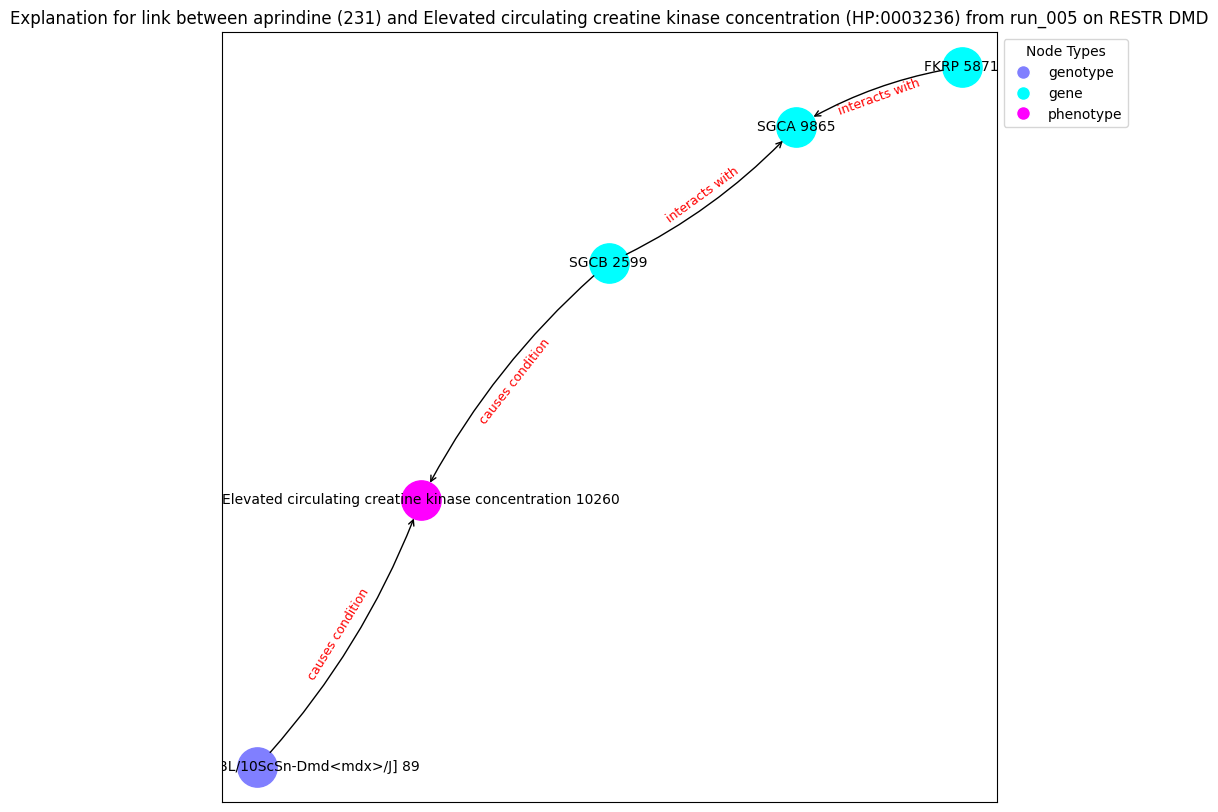 Explanation for link between aprindine (231) and Elevated circulating creatine kinase concentration (HP:0003236) from run_005 on RESTR DMD
Node Types
genotype
gene
phenotype
FKRP 5871
interacts with
SGCA 9865
interacts with
SGCB 2599
causes condition
Elevated circulating creatine kinase concentration 10260
causes condition
BL/10ScSn-Dmd<mdx>/J] 89